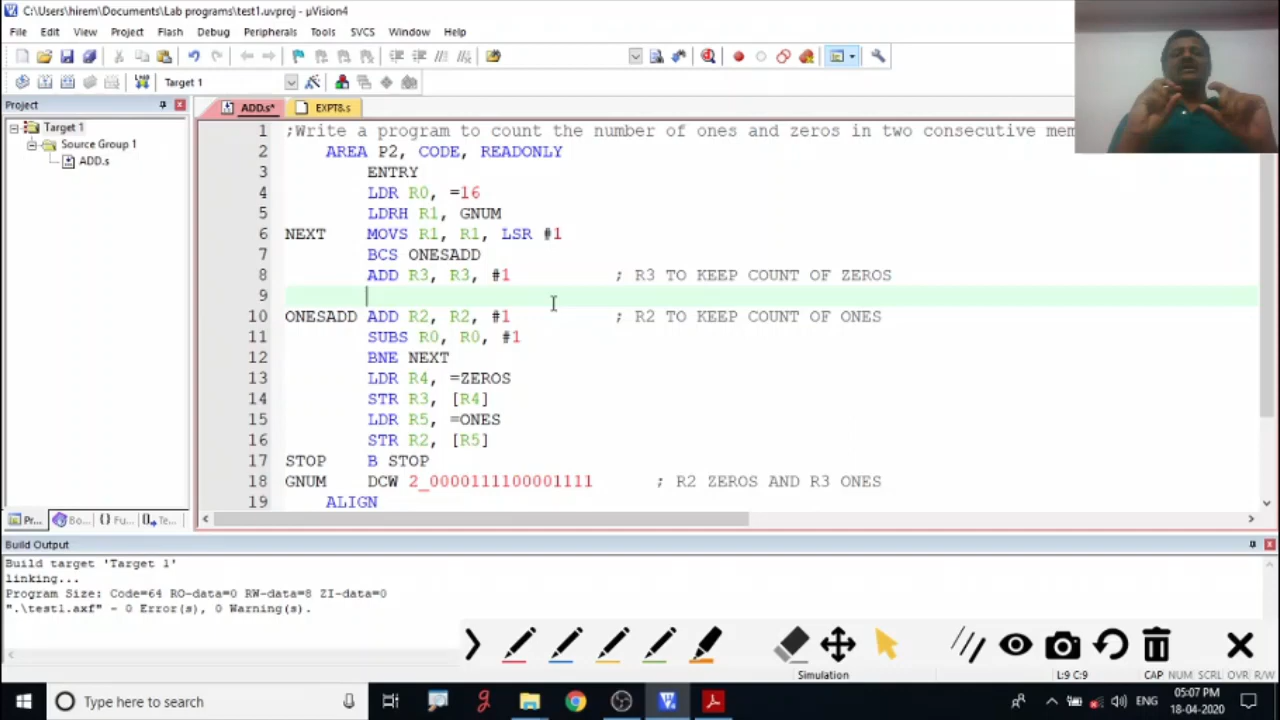 C:\Users\hirem\Documents\Lab programs\test1.uvproj - µVision4
File Edit View Project Flash Debug Peripherals Tools SVCS Window Help
Target 1
Project
ADD.s* EXPT8.s
Target 1
Source Group 1
ADD.s
1 ;Write a program to count the number of ones and zeros in two consecutive mem
2 AREA P2, CODE, READONLY
3 ENTRY
4 LDR R0, =16
5 LDRH R1, GNUM
6 NEXT MOVS R1, R1, LSR #1
7 BCS ONESADD
8 ADD R3, R3, #1 ; R3 TO KEEP COUNT OF ZEROS
9
10 ONESADD ADD R2, R2, #1 ; R2 TO KEEP COUNT OF ONES
11 SUBS R0, R0, #1
12 BNE NEXT
13 LDR R4, =ZEROS
14 STR R3, [R4]
15 LDR R5, =ONES
16 STR R2, [R5]
17 STOP B STOP
18 GNUM DCW 2_0000111100001111 ; R2 ZEROS AND R3 ONES
19 ALIGN
Pr... Bo... {} Fu... Te...
Build Output
Build target 'Target 1'
linking...
Program Size: Code=64 RO-data=0 RW-data=8 ZI-data=0
".\test1.axf" - 0 Error(s), 0 Warning(s).
Simulation L:9 C:9 CAP NUM SCRL OVR R/W
Type here to search
ENG
05:07 PM
18-04-2020